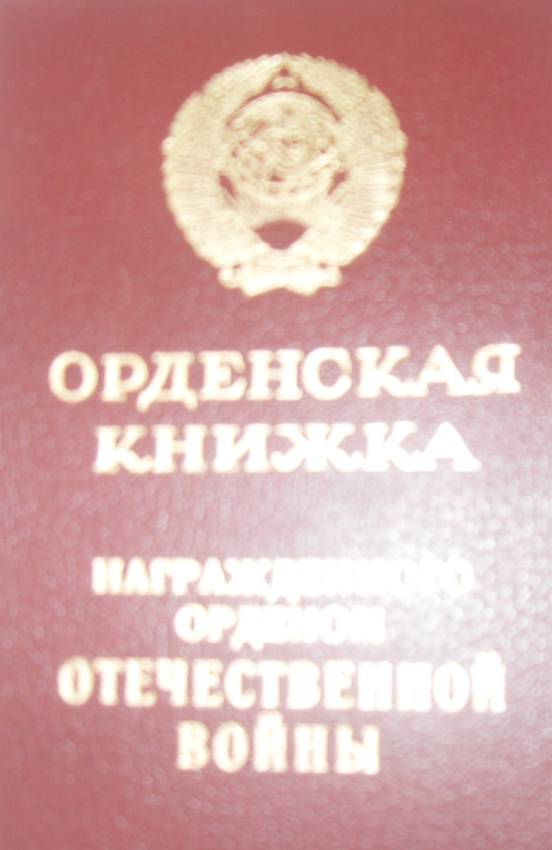 ОРДЕНСКАЯ
КНИЖКА
НАГРАЖДЕННОГО
ОРДЕНОМ
ОТЕЧЕСТВЕННОЙ
ВОЙНЫ